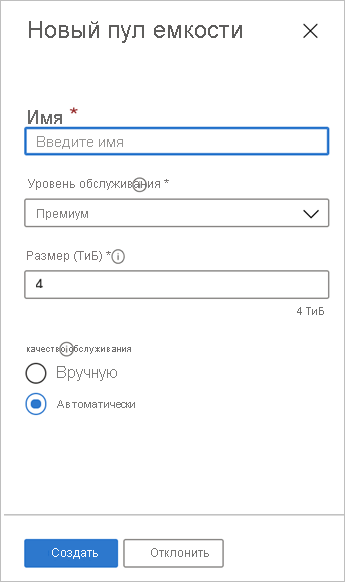 Новый пул емкости
Имя *
Введите имя
Уровень обслуживания *
Премиум
Размер (ТиБ) *
4
4 ТиБ
качество обслуживания
Вручную
Автоматически
Создать
Отклонить